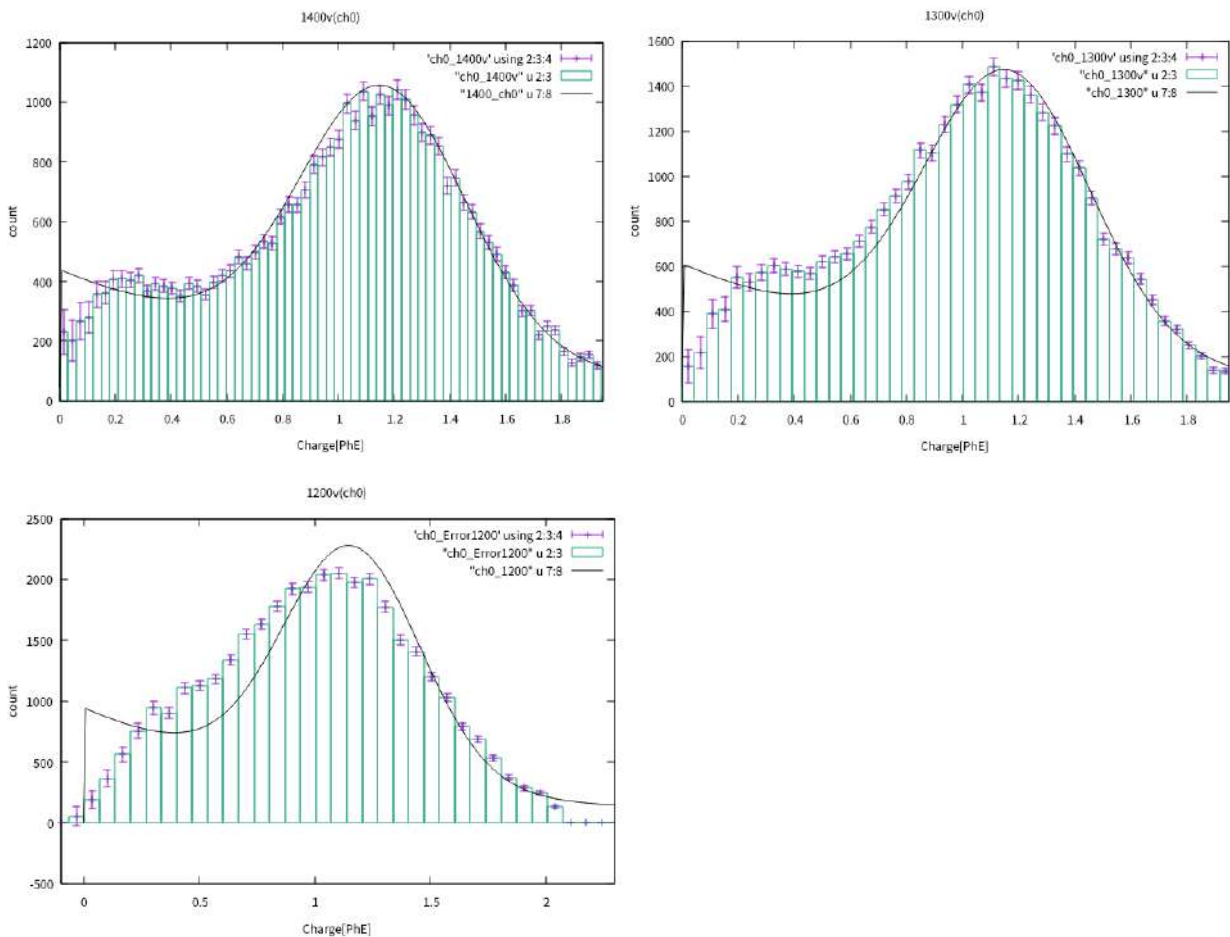 1400v(ch0)
1200
1000
800
600
400
200
0
count
'ch0_1400v' using 2:3:4
"ch0_1400v" u 2:3
"1400_ch0" u 7:8
0 0.2 0.4 0.6 0.8 1 1.2 1.4 1.6 1.8
Charge[PhE]
1300v(ch0)
1600
1400
1200
1000
800
600
400
200
0
count
'ch0_1300v' using 2:3:4
"ch0_1300v" u 2:3
"ch0_1300" u 7:8
0 0.2 0.4 0.6 0.8 1 1.2 1.4 1.6 1.8
Charge[PhE]
1200v(ch0)
2500
2000
1500
1000
500
0
-500
count
'ch0_Error1200' using 2:3:4
"ch0_Error1200" u 2:3
"ch0_1200" u 7:8
0 0.5 1 1.5 2
Charge[PhE]